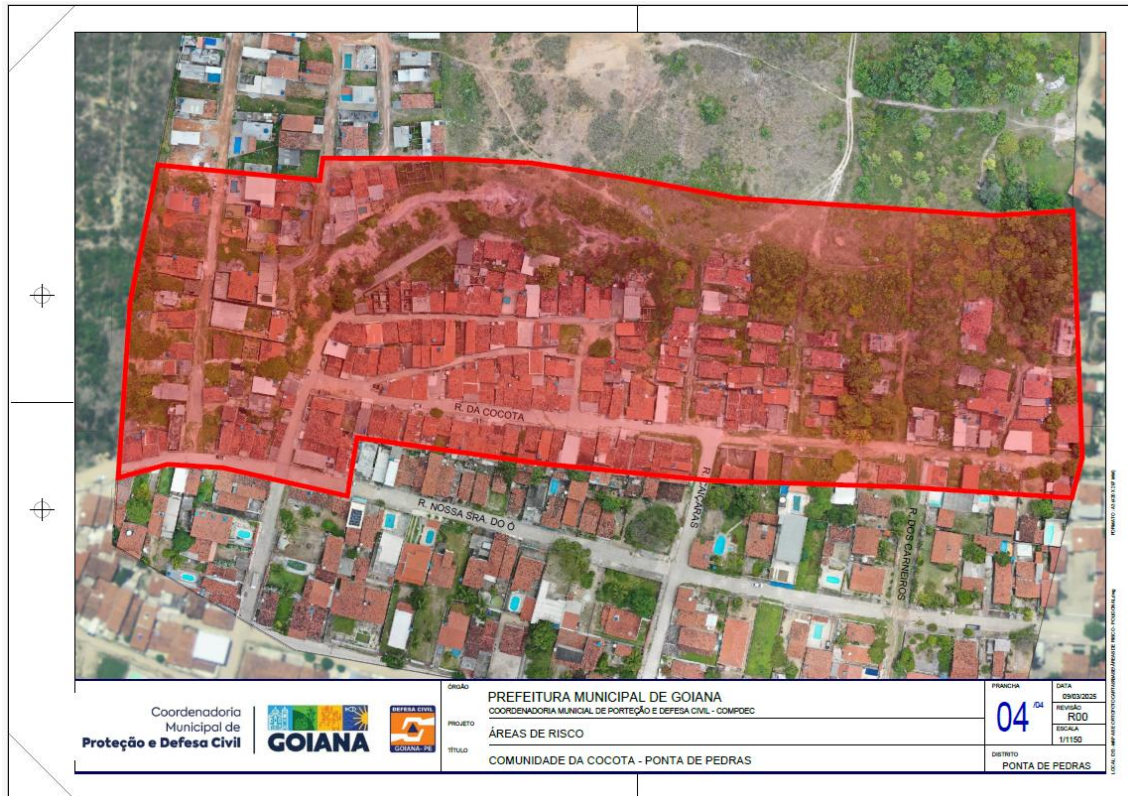 R. DA COCOTA
R. NOSSA SRA. DO Ó
R. CAIÇARAS
R. DOS CARNEIROS
Coordenadoria
Municipal de
Proteção e Defesa Civil
GOIANA
DEFESA CIVIL
GOIANA- PE
ÓRGÃO
PREFEITURA MUNICIPAL DE GOIANA
COORDENADORIA MUNICIAL DE PORTEÇÃO E DEFESA CIVIL - COMPDEC
PROJETO
ÁREAS DE RISCO
TÍTULO
COMUNIDADE DA COCOTA - PONTA DE PEDRAS
PRANCHA
04 /04
DATA
09/03/2025
REVISÃO
R00
ESCALA
1/1150
DISTRITO
PONTA DE PEDRAS